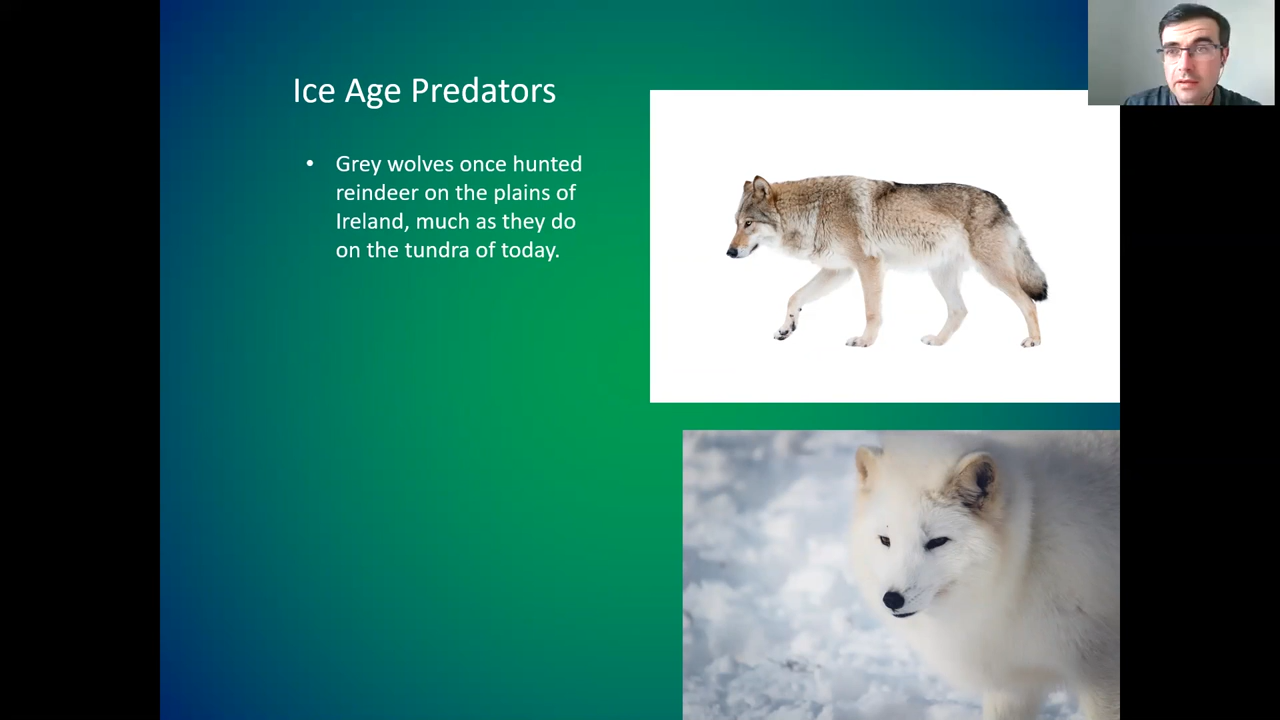 Ice Age Predators
• Grey wolves once hunted
reindeer on the plains of
Ireland, much as they do
on the tundra of today.